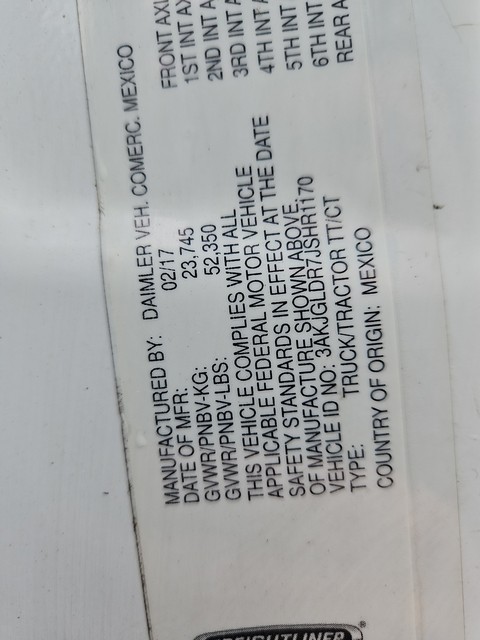 MANUFACTURED BY: DAIMLER VEH. COMERC. MEXICO
DATE OF MFR: 02/17
GVWR/PNBV-KG: 23,745
GVWR/PNBV-LBS: 52,350
THIS VEHICLE COMPLIES WITH ALL
APPLICABLE FEDERAL MOTOR VEHICLE
SAFETY STANDARDS IN EFFECT AT THE DATE
OF MANUFACTURE SHOWN ABOVE.
VEHICLE ID NO: 3AKJGLDR7JSHR1170
TYPE: TRUCK/TRACTOR TT/CT
COUNTRY OF ORIGIN: MEXICO
FRONT
1ST INT
2ND INT
3RD INT
4TH INT
5TH INT
6TH INT
REAR
FREIGHTLINER ®